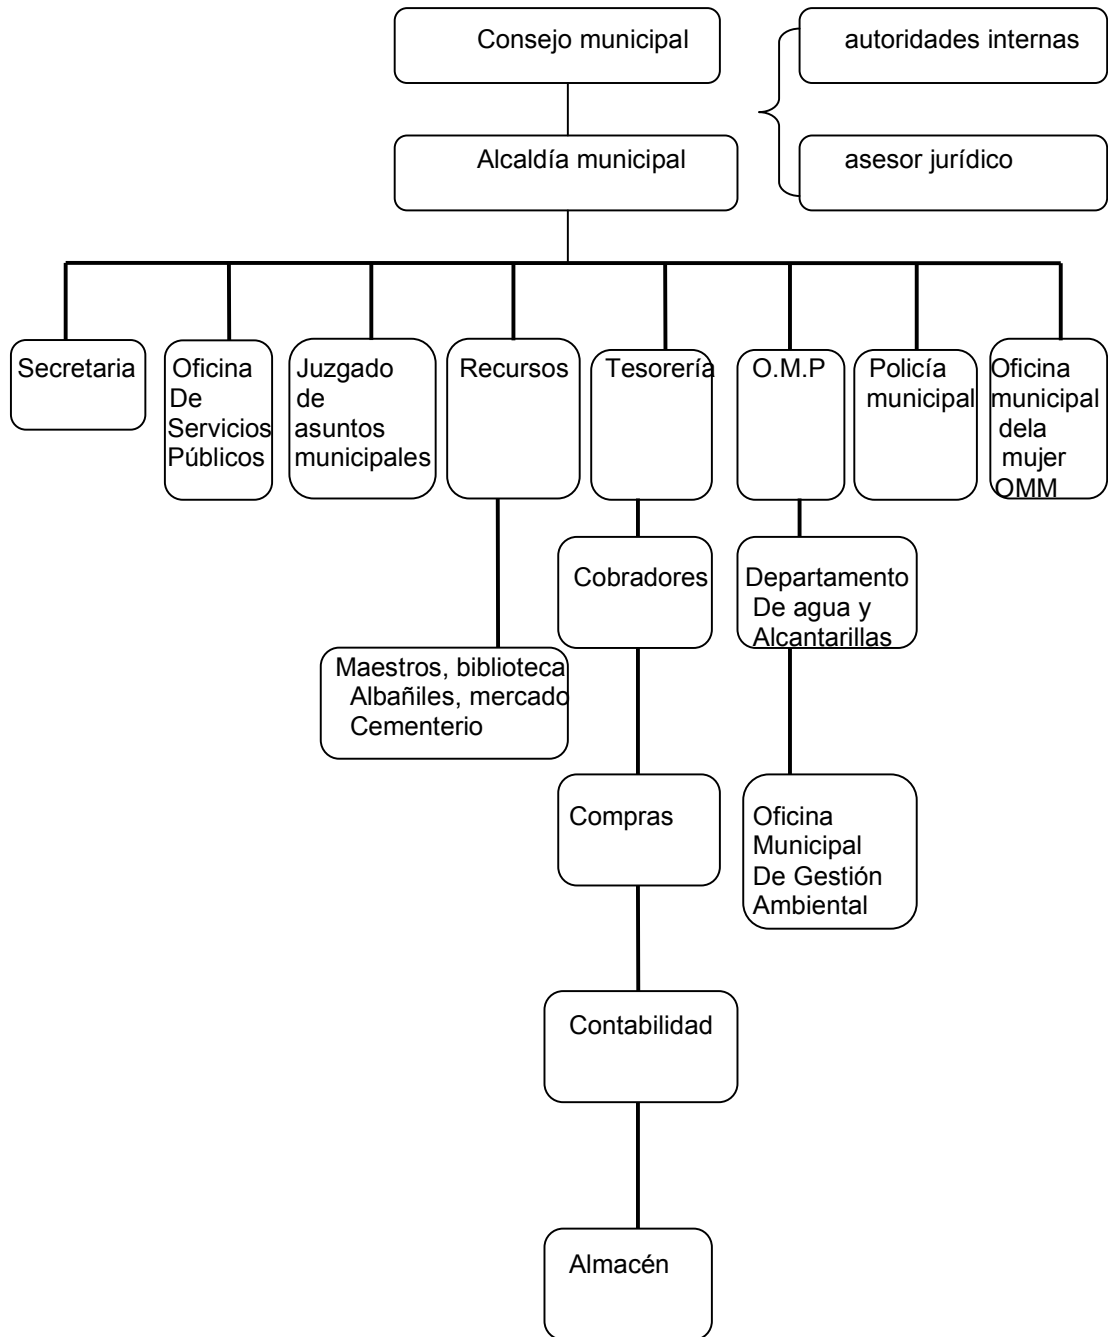 Consejo municipal
autoridades internas
Alcaldía municipal
asesor jurídico
Secretaria
Oficina
De
Servicios
Públicos
Juzgado
de
asuntos
municipales
Recursos
Tesorería
O.M.P
Policía
municipal
Oficina
municipal
dela
mujer
OMM
Cobradores
Departamento
De agua y
Alcantarillas
Maestros, biblioteca
Albañiles, mercado
Cementerio
Compras
Oficina
Municipal
De Gestión
Ambiental
Contabilidad
Almacén